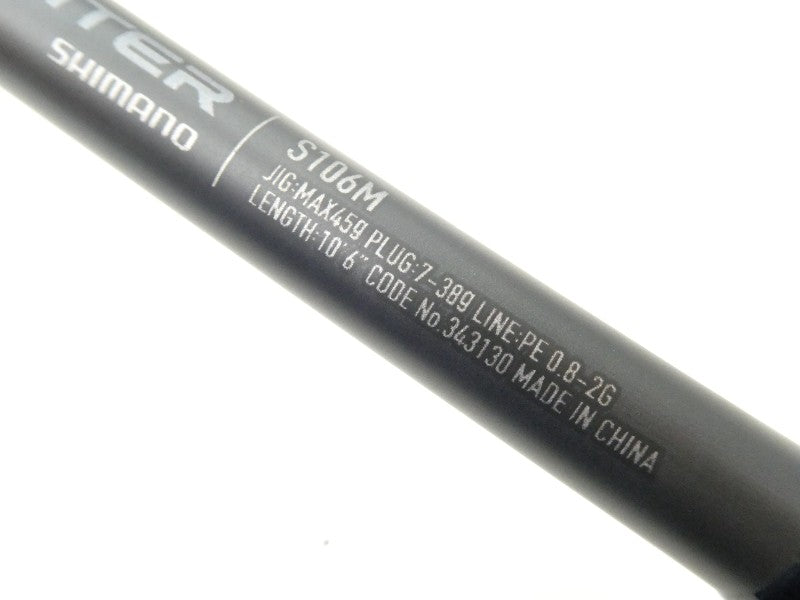 SHIMANO
S106M
JIG:MAX45g PLUG:7-38g LINE:PE 0.8-2G
LENGTH:10' 6" CODE No.343130 MADE IN CHINA